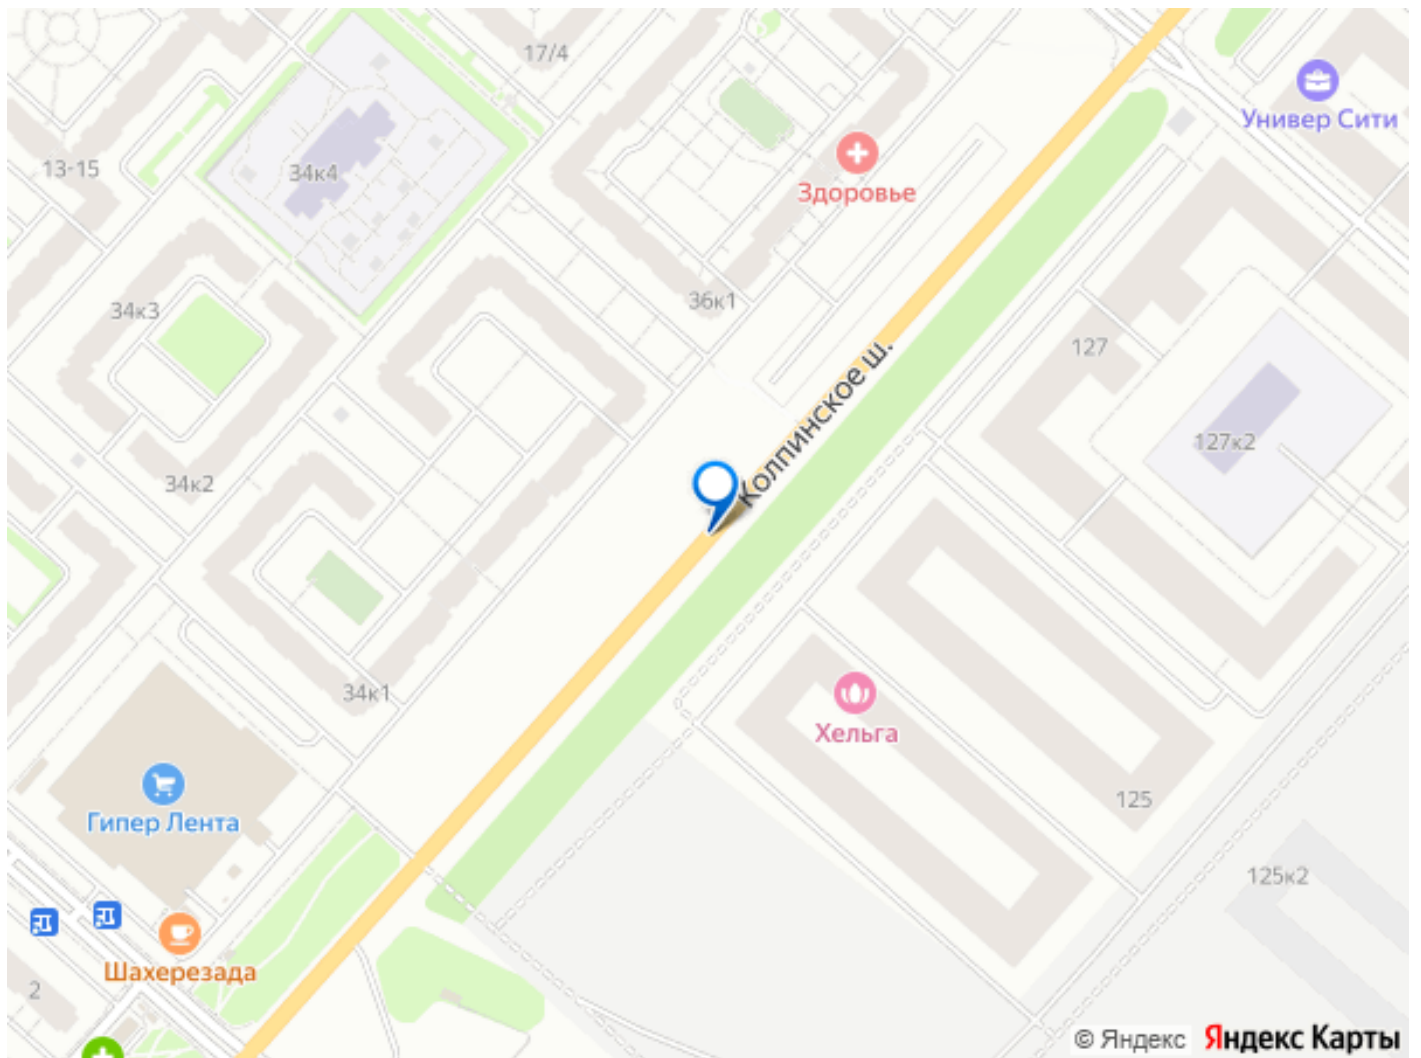 17/4
Универ Сити
13-15
34к4
Здоровье
34к3
36к1
127
Колпинское ш.
127к2
34к2
34к1
Хельга
Гипер Лента
125
125к2
Шахерезада
2
© Яндекс Яндекс Карты